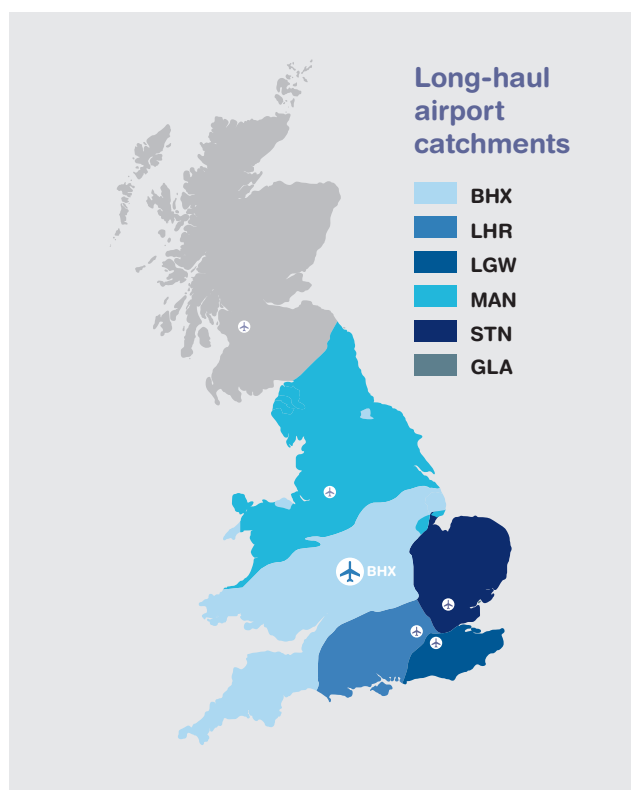 Long-haul
airport
catchments
BHX
LHR
LGW
MAN
STN
GLA
BHX